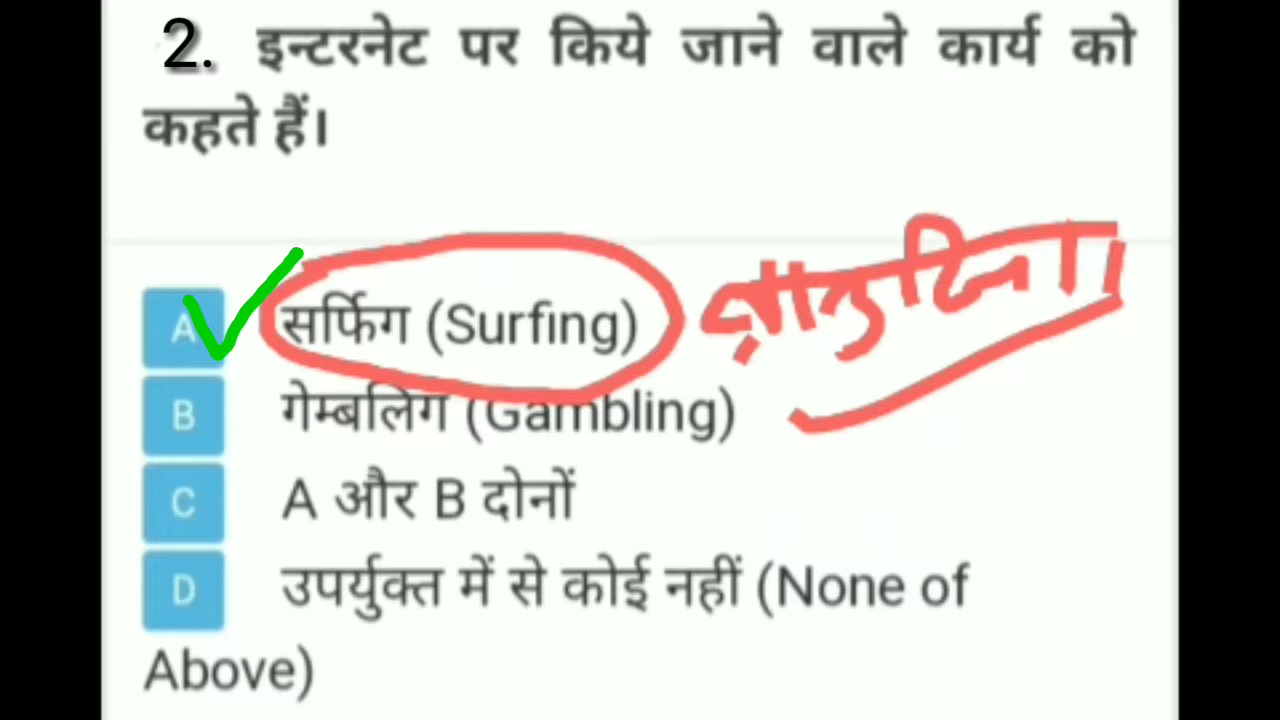 2. इन्टरनेट पर किये जाने वाले कार्य को
कहते हैं।
A सर्फिंग (Surfing)
B गेम्बलिंग (Gambling)
C A और B दोनों
D उपर्युक्त में से कोई नहीं (None of
Above)